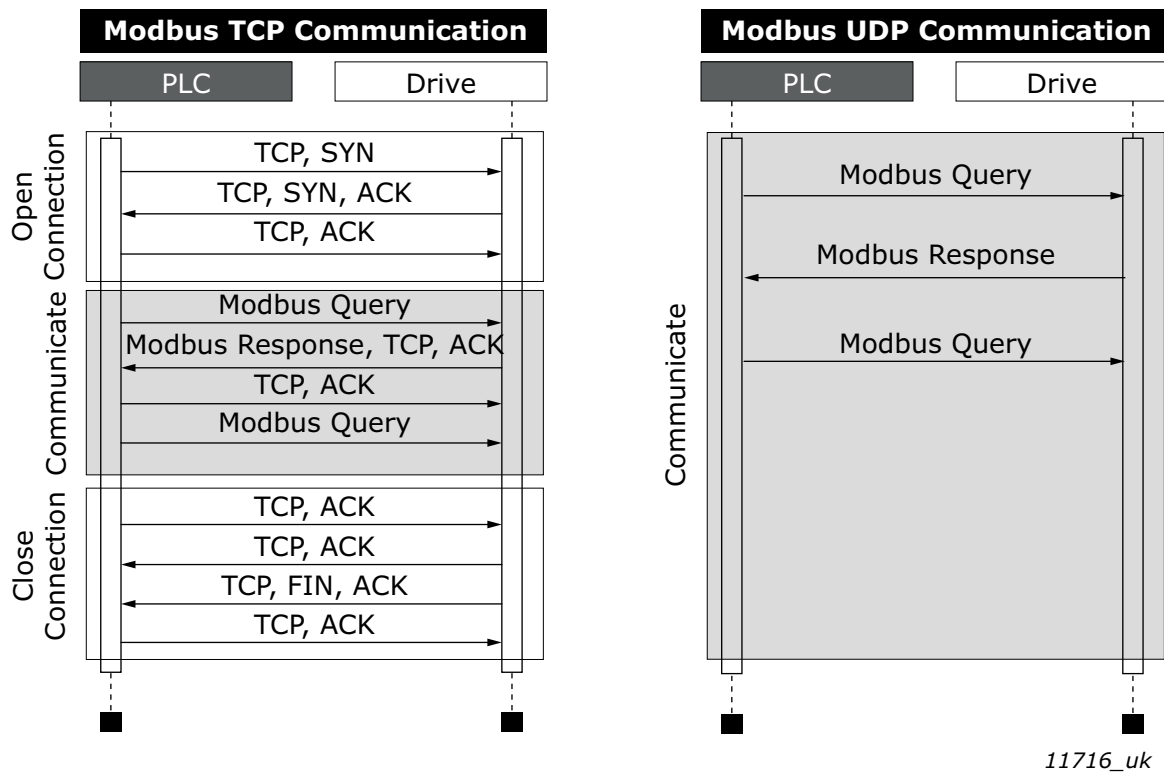 Modbus TCP Communication
PLC
Drive
Open
Connection
TCP, SYN
TCP, SYN, ACK
TCP, ACK
Communicate
Modbus Query
Modbus Response, TCP, ACK
TCP, ACK
Modbus Query
Close
Connection
TCP, ACK
TCP, ACK
TCP, FIN, ACK
TCP, ACK
Modbus UDP Communication
PLC
Drive
Communicate
Modbus Query
Modbus Response
Modbus Query
11716_uk